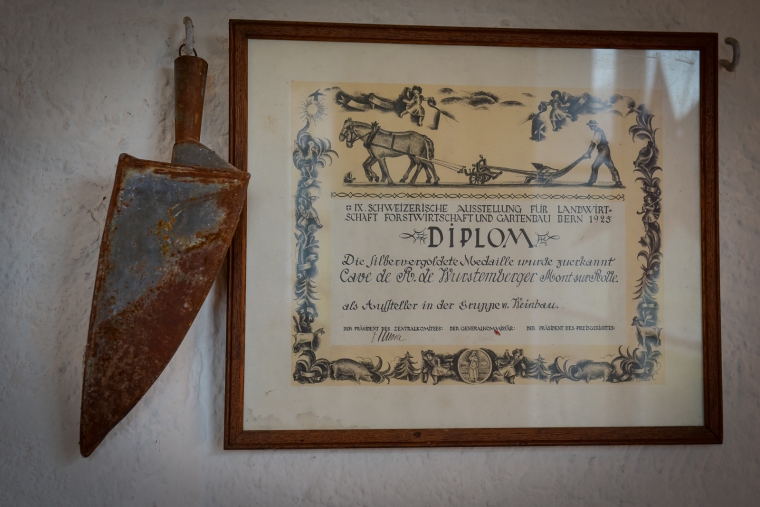 IX. SCHWEIZERISCHE AUSSTELLUNG FÜR LANDWIRT=
SCHAFT FORSTWIRTSCHAFT UND GARTENBAU BERN 1925
DIPLOM
Die silbervergoldete Medaille wurde zuerkannt
Cave de R. de Wurstemberger Mont sur Rolle.
als Aussteller in der Gruppe Weinbau.
DER PRÄSIDENT DES ZENTRALKOMITEES: DER GENERALKOMMISSÄR: DER PRÄSIDENT DES PREISGERICHTES: